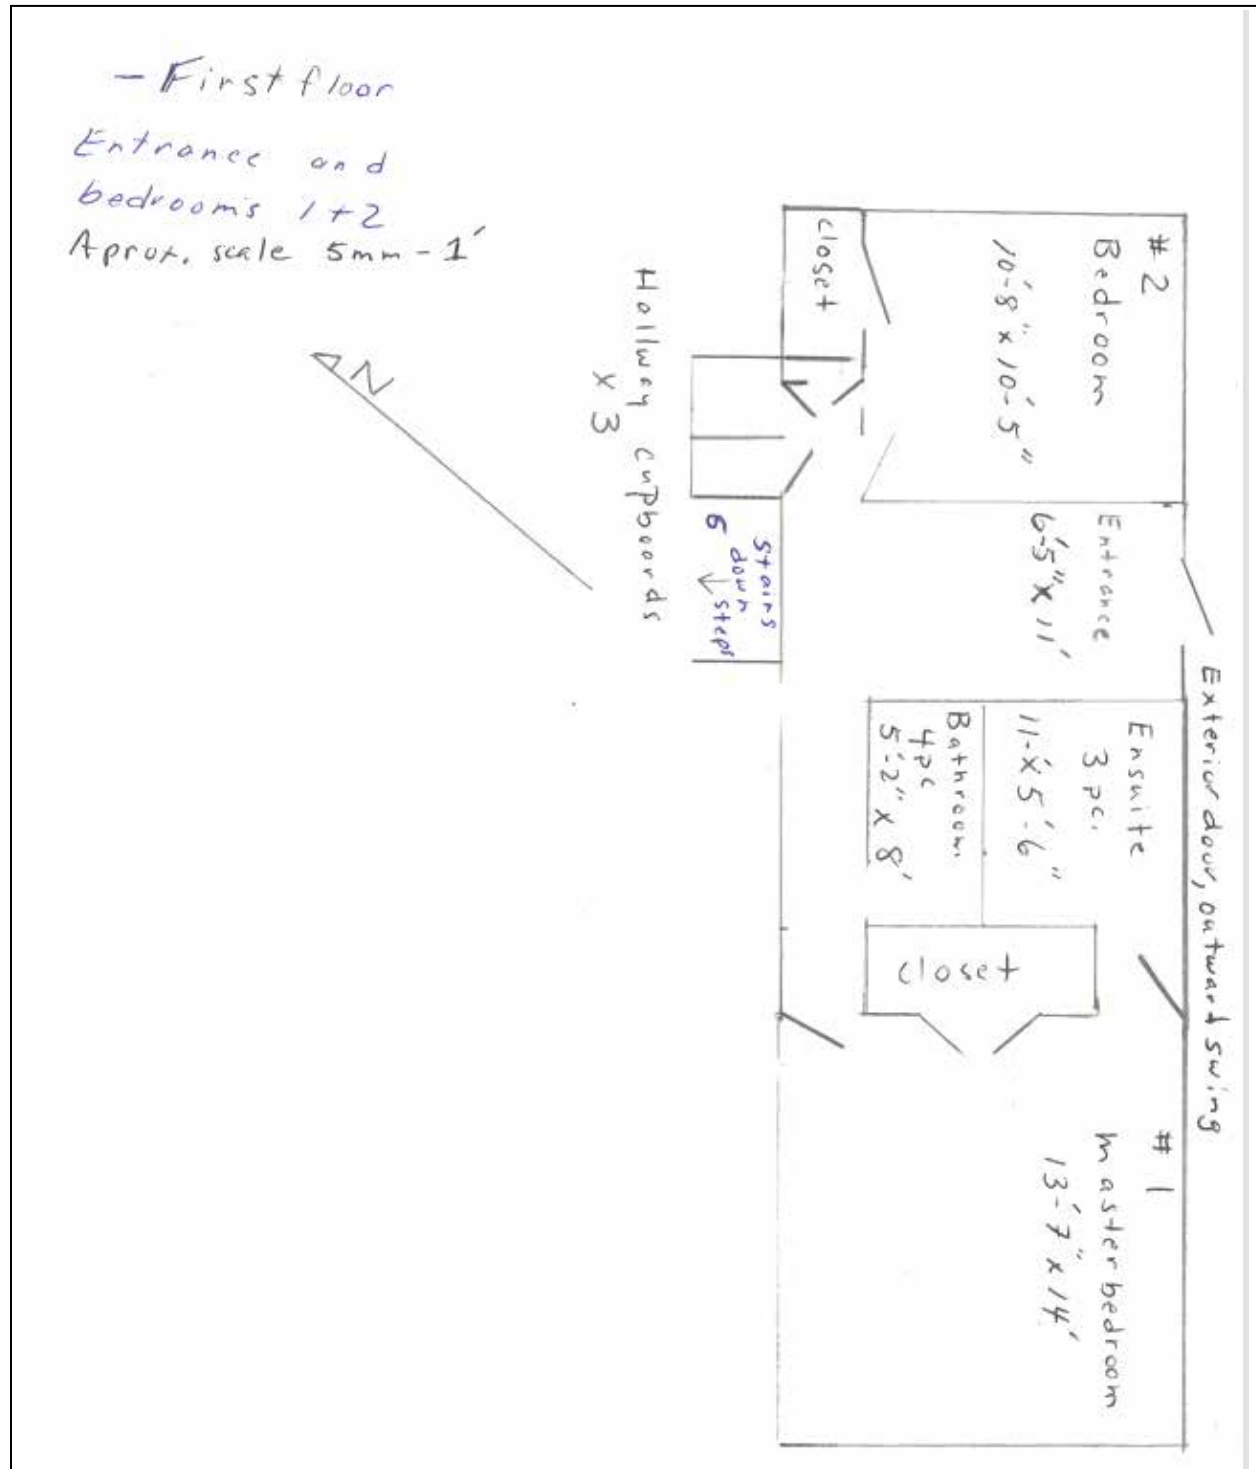 - First floor
Entrance and
bedrooms 1+2
Aprox. scale 5mm - 1'
N
Hallway cupboards
x 3
closet
#2
Bedroom
10'-8" x 10'-5"
Stairs
down
6 steps
Entrance
6'-5" x 11'
Exterior door, outward swing
Ensuite
3 pc.
11'-x 5'-6"
Bathroom.
4pc
5'-2" x 8'
closet
#1
master bedroom
13'-7" x 14'